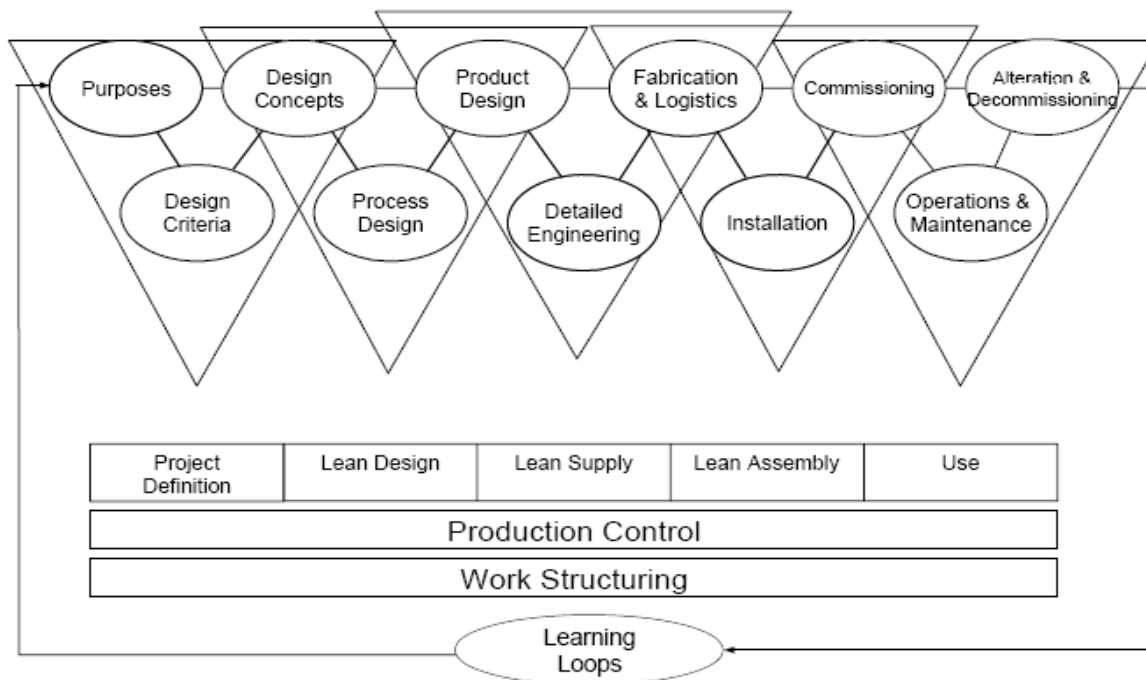 Purposes
Design
Concepts
Product
Design
Fabrication
& Logistics
Commissioning
Alteration &
Decommissioning
Design
Criteria
Process
Design
Detailed
Engineering
Installation
Operations &
Maintenance
Project
Definition
Lean Design
Lean Supply
Lean Assembly
Use
Production Control
Work Structuring
Learning
Loops